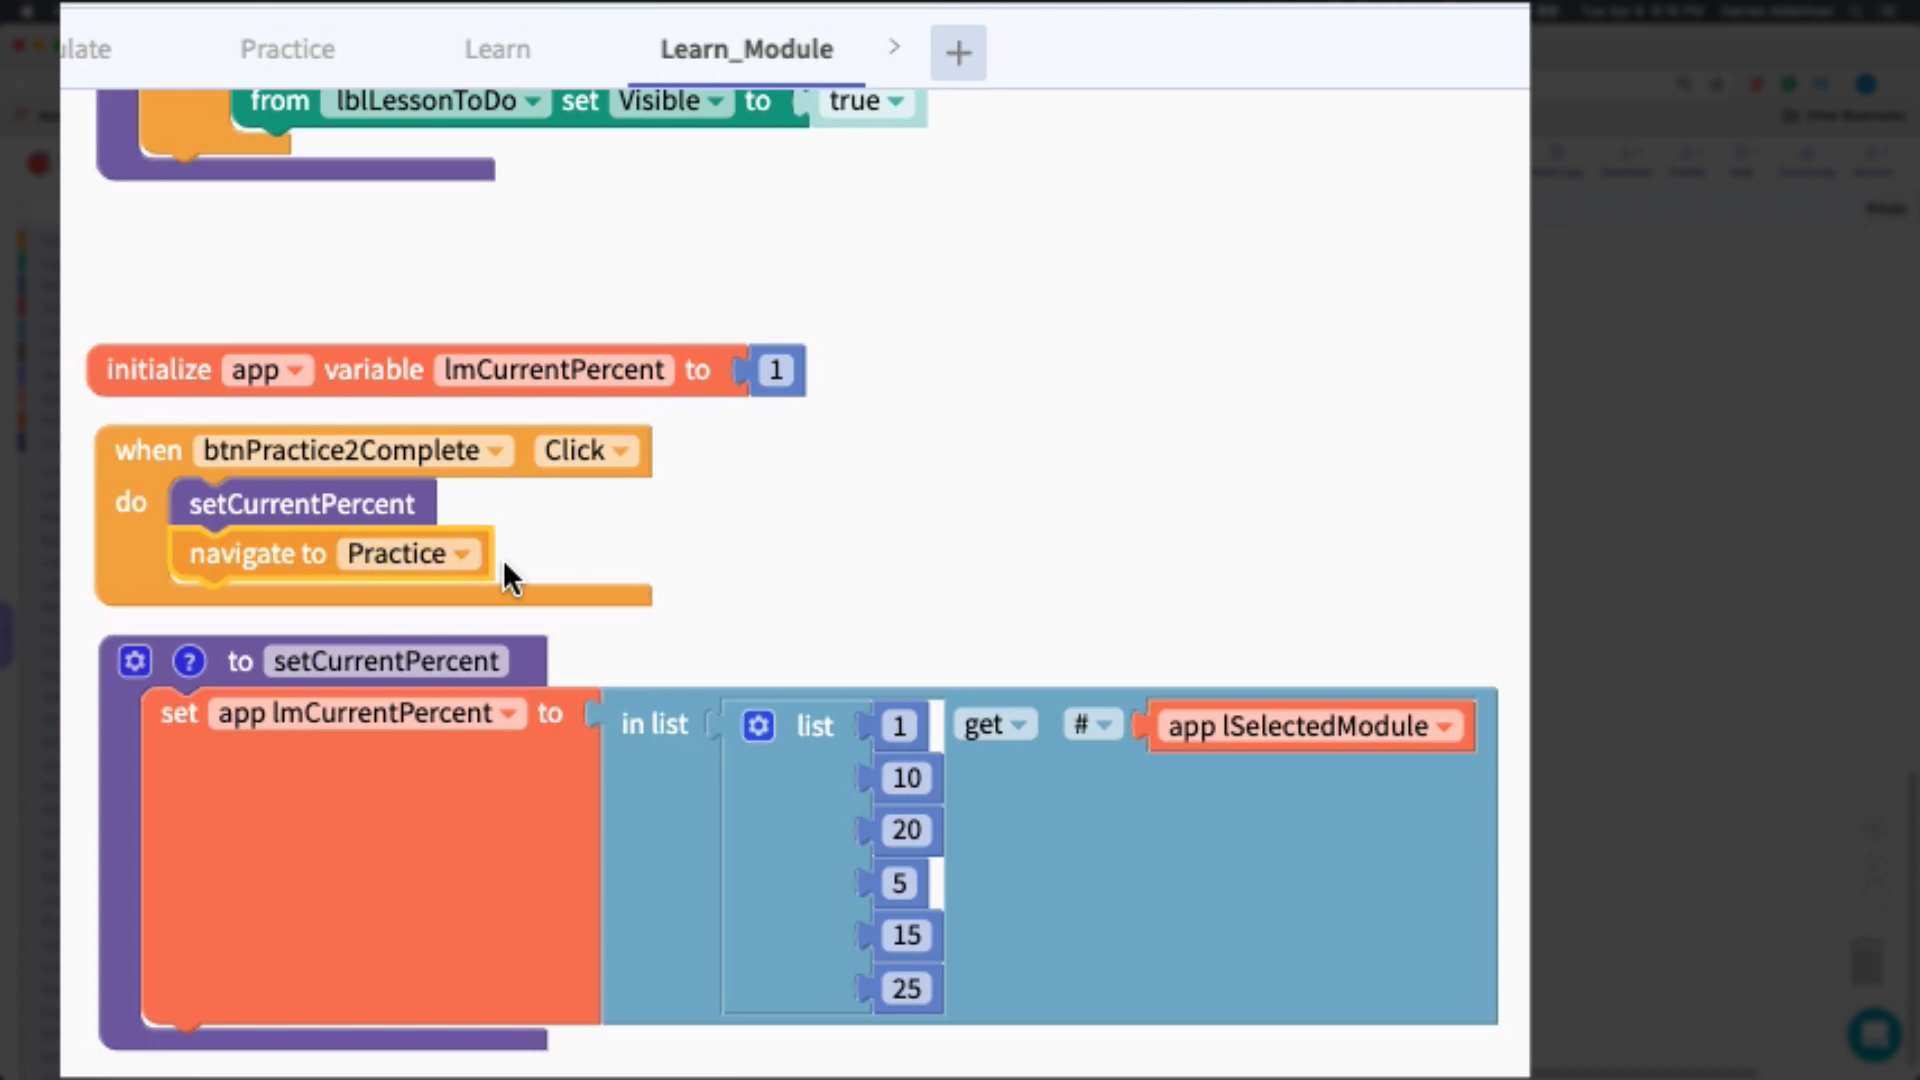 ulate Practice Learn Learn_Module > +
from lblLessonToDo set Visible to true
initialize app variable lmCurrentPercent to 1
when btnPractice2Complete Click
do setCurrentPercent
navigate to Practice
? to setCurrentPercent
set app lmCurrentPercent to in list list 1 get # app lSelectedModule
10
20
5
15
25